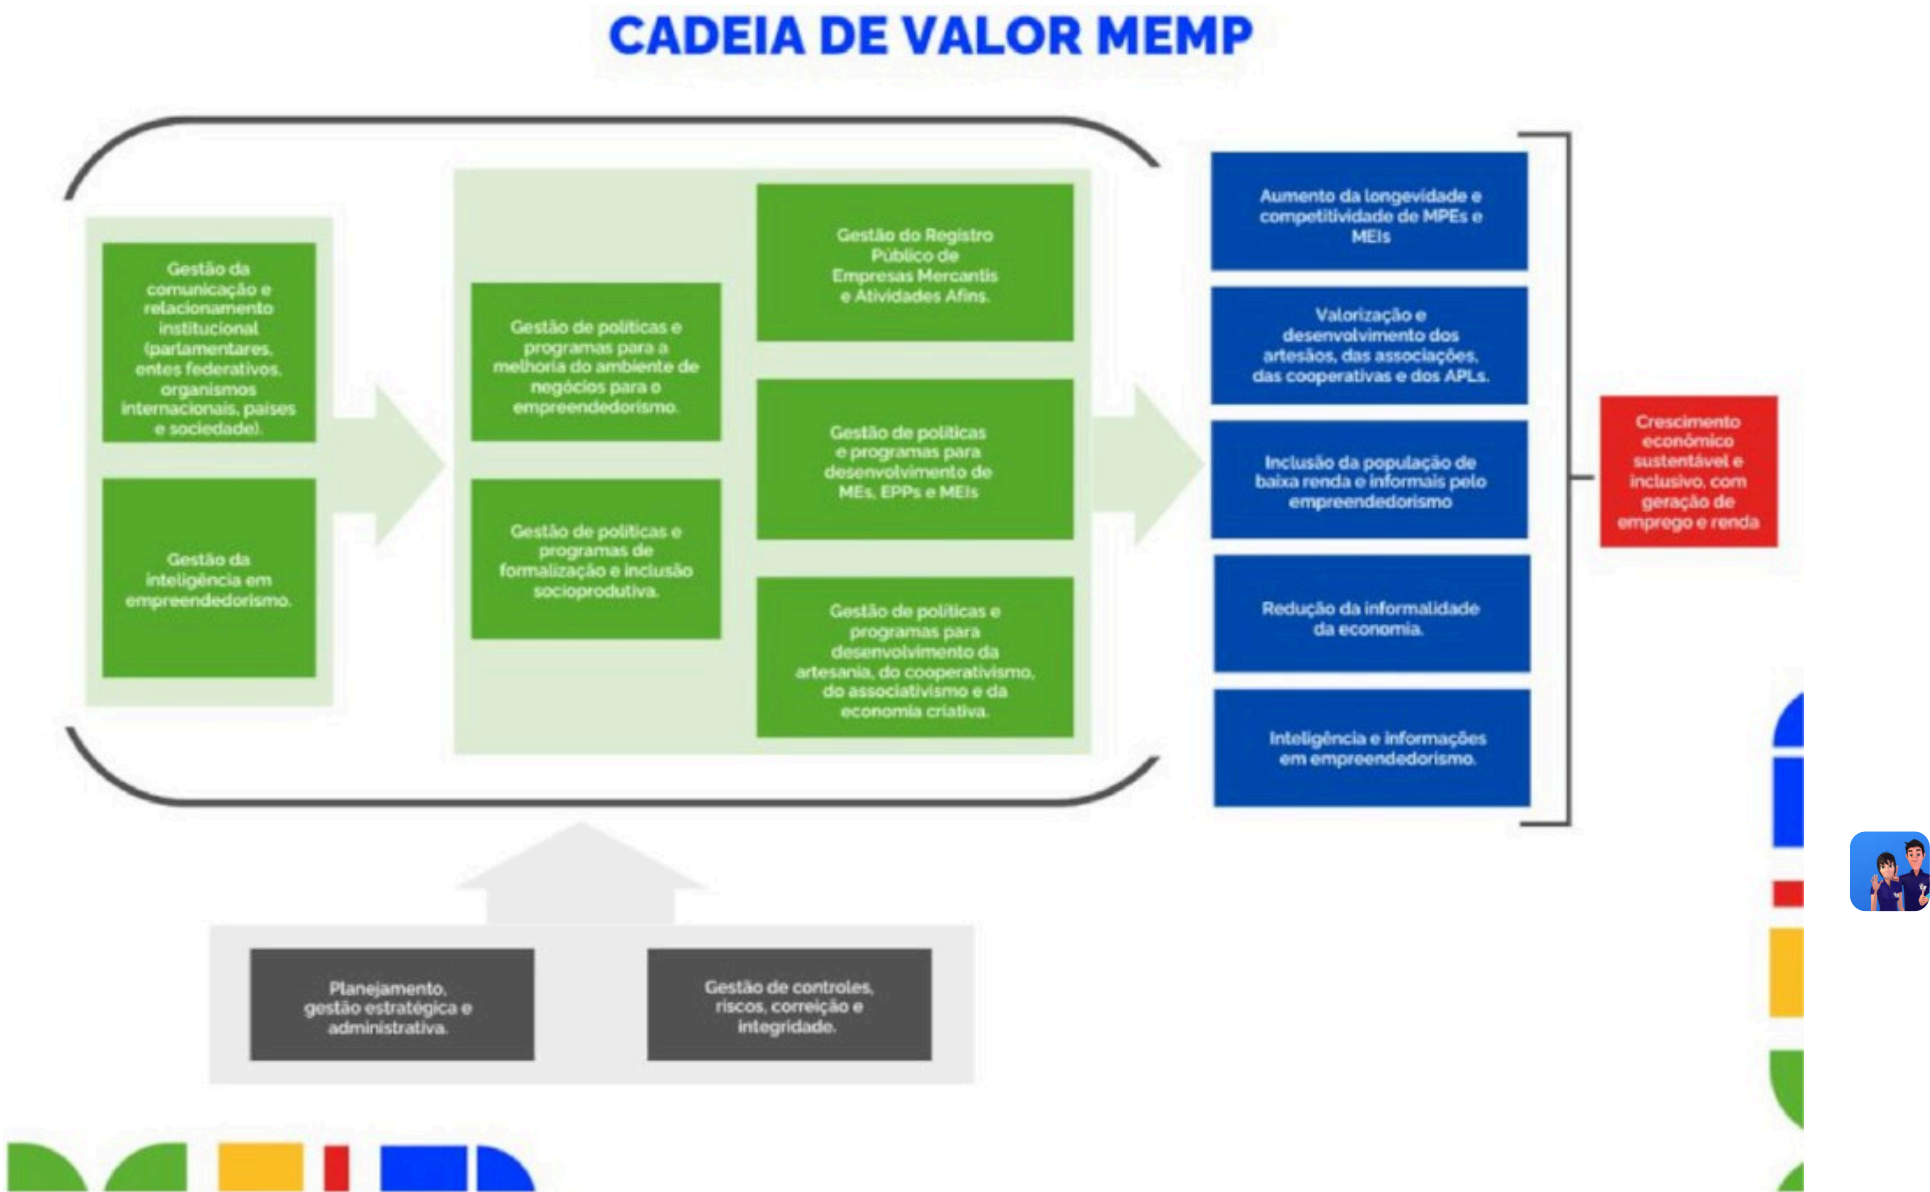 CADEIA DE VALOR MEMP
Gestão da
comunicação e
relacionamento
institucional
(parlamentares,
entes federativos,
organismos
internacionais, países
e sociedade).
Gestão da
inteligência em
empreendedorismo.
Gestão de políticas e
programas para a
melhoria do ambiente de
negócios para o
empreendedorismo.
Gestão de políticas e
programas de
formalização e inclusão
socioprodutiva.
Gestão do Registro
Público de
Empresas Mercantis
e Atividades Afins.
Gestão de políticas
e programas para
desenvolvimento de
MEs, EPPs e MEIs
Gestão de políticas e
programas para
desenvolvimento da
artesania, do cooperativismo,
do associativismo e da
economia criativa.
Aumento da longevidade e
competitividade de MPEs e
MEIs
Valorização e
desenvolvimento dos
artesãos, das associações,
das cooperativas e dos APLs.
Inclusão da população de
baixa renda e informais pelo
empreendedorismo
Redução da informalidade
da economia.
Inteligência e informações
em empreendedorismo.
Crescimento
econômico
sustentável e
inclusivo, com
geração de
emprego e renda
Planejamento,
gestão estratégica e
administrativa.
Gestão de controles,
riscos, correição e
integridade.